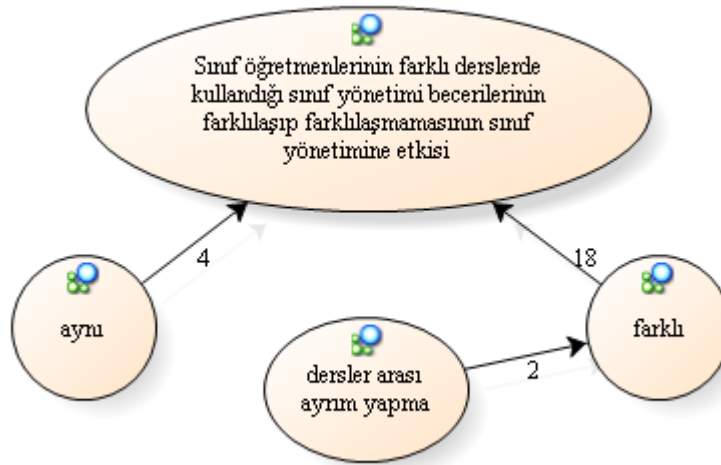 Sınıf öğretmenlerinin farklı derslerde
kullandığı sınıf yönetimi becerilerinin
farklılaşıp farklılaşmamasının sınıf
yönetimine etkisi
4
18
aynı
farklı
2
dersler arası
ayrım yapma